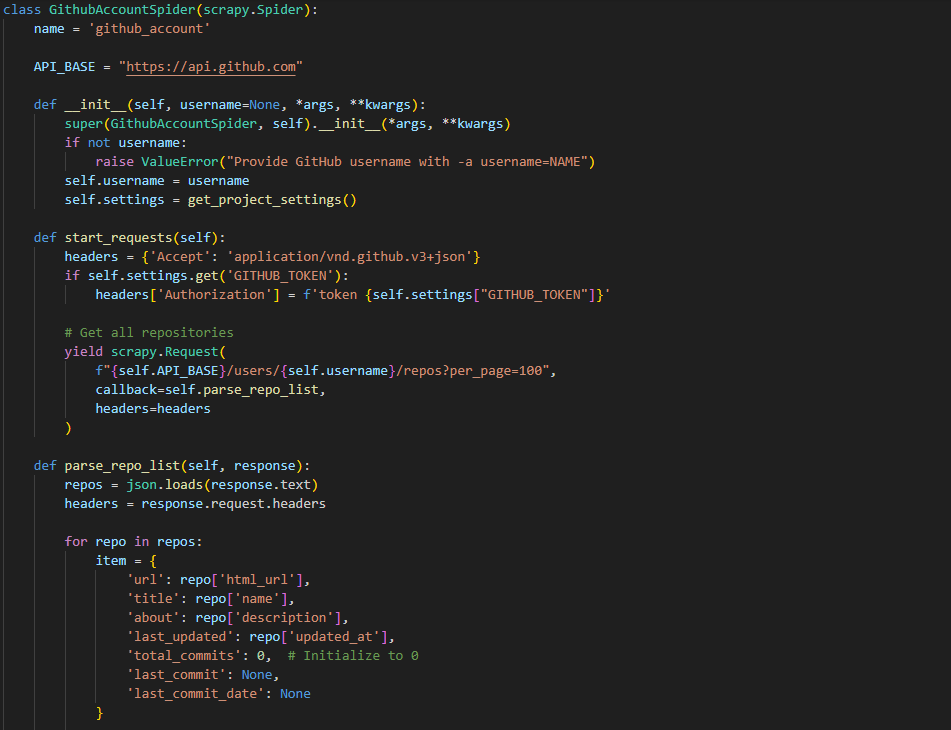 class GithubAccountSpider(scrapy.Spider):
    name = 'github_account'

    API_BASE = "https://api.github.com"

    def __init__(self, username=None, *args, **kwargs):
        super(GithubAccountSpider, self).__init__(*args, **kwargs)
        if not username:
            raise ValueError("Provide GitHub username with -a username=NAME")
        self.username = username
        self.settings = get_project_settings()

    def start_requests(self):
        headers = {'Accept': 'application/vnd.github.v3+json'}
        if self.settings.get('GITHUB_TOKEN'):
            headers['Authorization'] = f'token {self.settings["GITHUB_TOKEN"]}'

        # Get all repositories
        yield scrapy.Request(
            f"{self.API_BASE}/users/{self.username}/repos?per_page=100",
            callback=self.parse_repo_list,
            headers=headers
        )

    def parse_repo_list(self, response):
        repos = json.loads(response.text)
        headers = response.request.headers

        for repo in repos:
            item = {
                'url': repo['html_url'],
                'title': repo['name'],
                'about': repo['description'],
                'last_updated': repo['updated_at'],
                'total_commits': 0,  # Initialize to 0
                'last_commit': None,
                'last_commit_date': None
            }